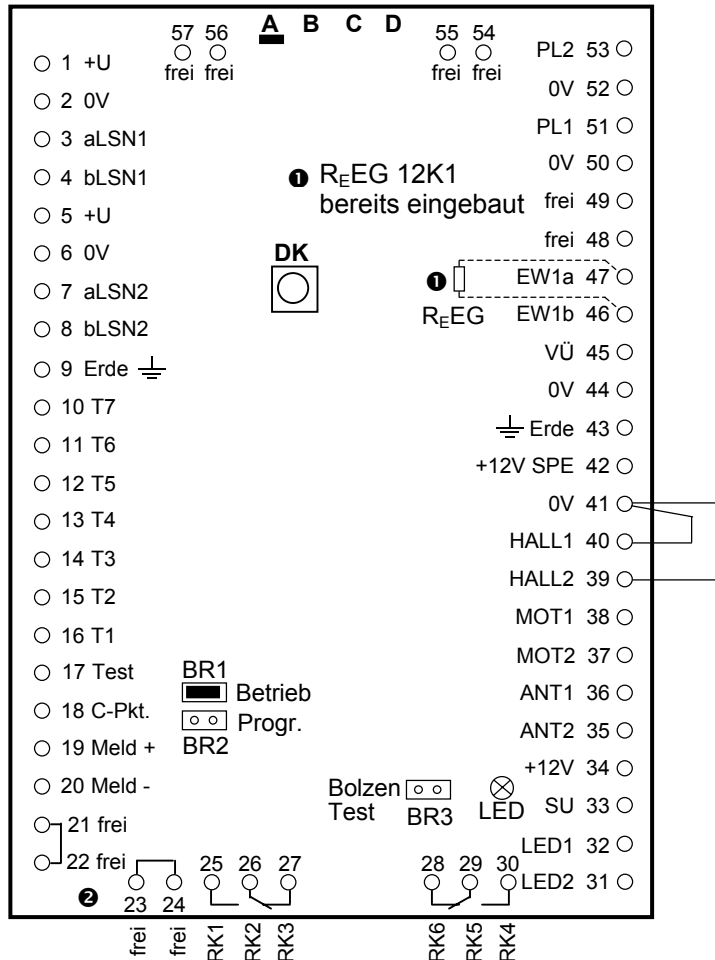 57 56
A B C D
55 54
frei frei
frei frei
1 +U
2 0V
3 aLSN1
4 bLSN1
5 +U
6 0V
7 aLSN2
8 bLSN2
9 Erde
10 T7
11 T6
12 T5
13 T4
14 T3
15 T2
16 T1
17 Test
18 C-Pkt.
19 Meld +
20 Meld -
21 frei
22 frei
❶ REEG 12K1
bereits eingebaut
DK
❶
REEG
BR1
Betrieb
Progr.
BR2
Bolzen
Test
BR3
LED
PL2 53
0V 52
PL1 51
0V 50
frei 49
frei 48
EW1a 47
EW1b 46
VÜ 45
0V 44
Erde 43
+12V SPE 42
0V 41
HALL1 40
HALL2 39
MOT1 38
MOT2 37
ANT1 36
ANT2 35
+12V 34
SU 33
LED1 32
LED2 31
❷
23 24
frei frei
25 26 27
RK1 RK2 RK3
28 29 30
RK6 RK5 RK4